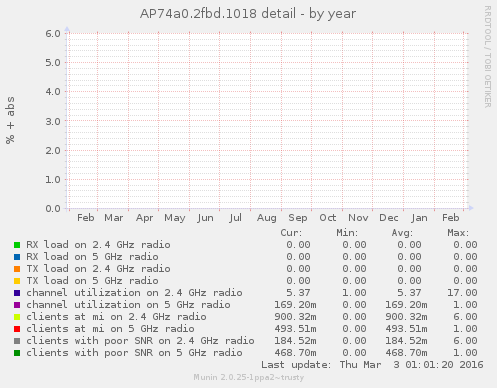 AP74a0.2fbd.1018 detail - by year
RRDTOOL / TOBI OETIKER
% + abs
6.0
5.0
4.0
3.0
2.0
1.0
0.0
Feb Mar Apr May Jun Jul Aug Sep Oct Nov Dec Jan Feb
Cur: Min: Avg: Max:
RX load on 2.4 GHz radio 0.00 0.00 0.00 0.00
RX load on 5 GHz radio 0.00 0.00 0.00 0.00
TX load on 2.4 GHz radio 0.00 0.00 0.00 0.00
TX load on 5 GHz radio 0.00 0.00 0.00 0.00
channel utilization on 2.4 GHz radio 5.37 1.00 5.37 17.00
channel utilization on 5 GHz radio 169.20m 0.00 169.20m 1.00
clients at mi on 2.4 GHz radio 900.32m 0.00 900.32m 6.00
clients at mi on 5 GHz radio 493.51m 0.00 493.51m 1.00
clients with poor SNR on 2.4 GHz radio 184.52m 0.00 184.52m 6.00
clients with poor SNR on 5 GHz radio 468.70m 0.00 468.70m 1.00
Last update: Thu Mar 3 01:01:20 2016
Munin 2.0.25-1ppa2~trusty